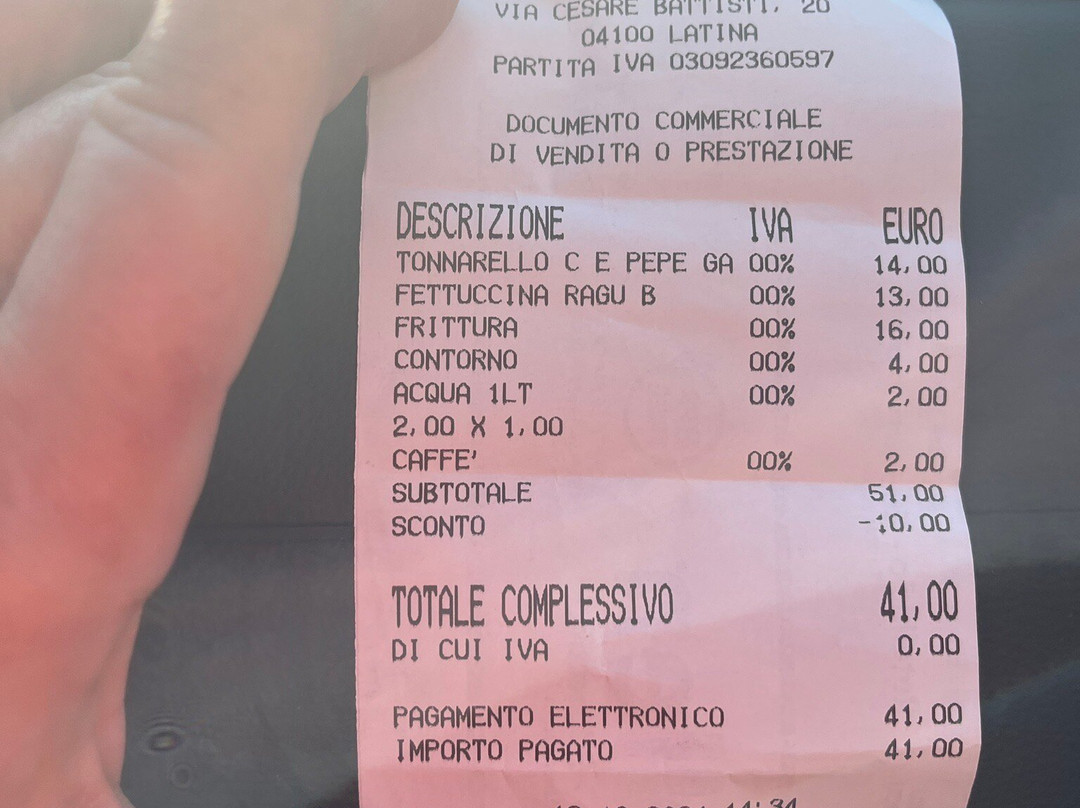 VIA CESARE BATTISTI, 20
04100 LATINA
PARTITA IVA 03092360597
DOCUMENTO COMMERCIALE
DI VENDITA O PRESTAZIONE
DESCRIZIONE IVA EURO
TONNARELLO C E PEPE GA 00% 14,00
FETTUCCINA RAGU B 00% 13,00
FRITTURA 00% 16,00
CONTORNO 00% 4,00
ACQUA 1LT 00% 2,00
2,00 X 1,00
CAFFE' 00% 2,00
SUBTOTALE 51,00
SCONTO -10,00
TOTALE COMPLESSIVO 41,00
DI CUI IVA 0,00
PAGAMENTO ELETTRONICO 41,00
IMPORTO PAGATO 41,00
14:34